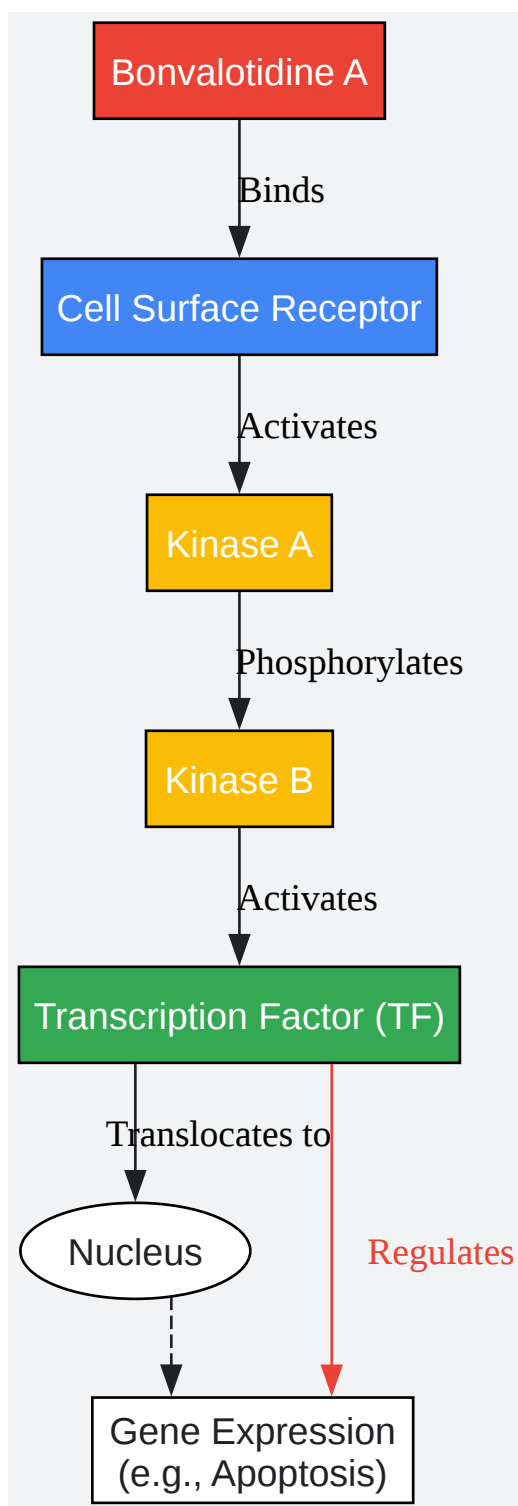 Bonvalotidine A
Binds
Cell Surface Receptor
Activates
Kinase A
Phosphorylates
Kinase B
Activates
Transcription Factor (TF)
Translocates to
Nucleus
Regulates
Gene Expression
(e.g., Apoptosis)